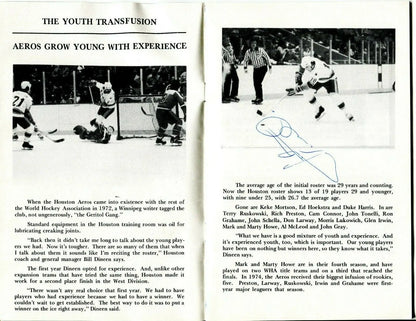 THE YOUTH TRANSFUSION
AEROS GROW YOUNG WITH EXPERIENCE
21
When the Houston Aeros came into existence with the rest of the
World Hockey Association in 1972, a Winnipeg writer tagged the
club, not ungenerously, "the Geritol Gang."
Standard equipment in the Houston training room was oil for
lubricating creaking joints.
"Back then it didn't take me long to talk about the young play-
ers we had. Now it's tougher. There are so many of them that when
I talk about them it sounds like I'm reciting the roster," Houston
coach and general manager Bill Dineen says.
The first year Dineen opted for experience. And, unlike other
expansion teams that have tried the same thing, Houston made it
work for a second place finish in the West Division.
"There wasn't any real choice that first year. We had to have
players who had experience because we had to have a winner. We
couldn't wait to get established. The best way to do it was to put a
winner on the ice right away," Dineen said.
The average age of the initial roster was 29 years and counting.
Now the Houston roster shows 13 of 19 players 29 and younger,
with nine under 25, with 26.7 the average age.
Gone are Keke Mortson, Ed Hoekstra and Duke Harris. In are
Terry Ruskowski, Rich Preston, Cam Connor, John Tonelli, Ron
Grahame, John Schella, Don Larway, Morris Lukowich, Glen Irwin,
Mark and Marty Howe, Al McLeod and John Gray.
"What we have is a good mixture of youth and experience. And
it's experienced youth, too, which is important. Our young players
have been on nothing but winners here, so they know what it takes,"
Dineen says.
Mark and Marty Howe are in their fourth season, and have
played on two WHA title teams and on a third that reached the
finals. In 1974, the Aeros received their biggest infusion of rookies,
five. Preston, Larway, Ruskowski, Irwin and Grahame were first-
year major leaguers that season.